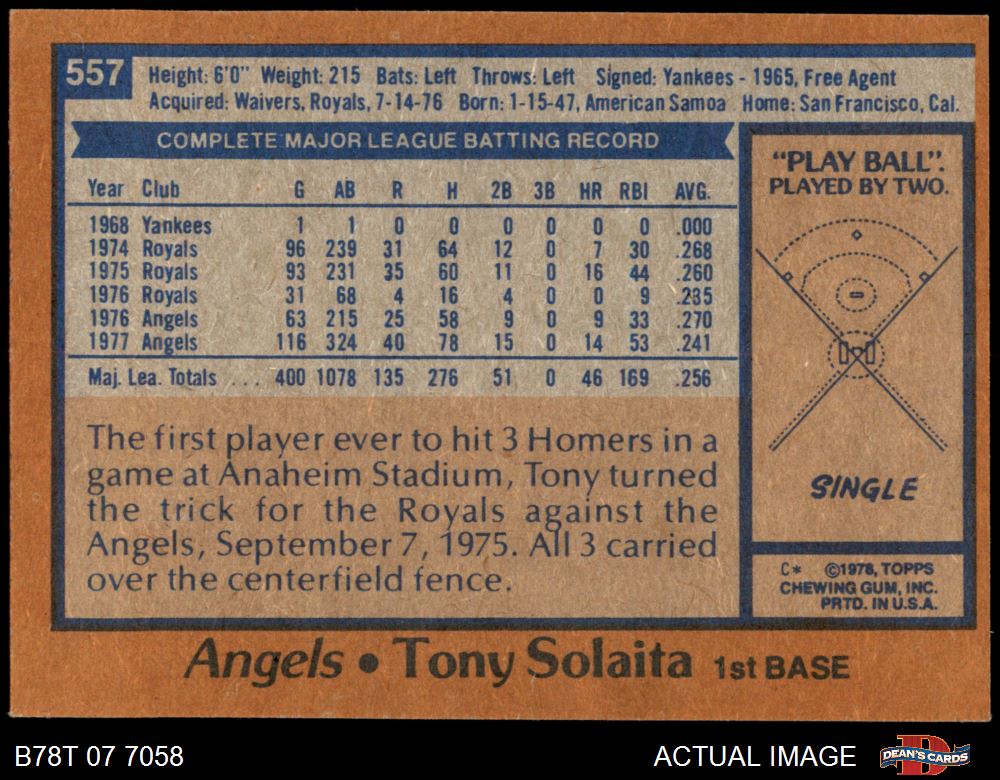 557
Height: 6'0" Weight: 215 Bats: Left Throws: Left Signed: Yankees - 1965, Free Agent
Acquired: Waivers, Royals, 7-14-76 Born: 1-15-47, American Samoa Home: San Francisco, Cal.
COMPLETE MAJOR LEAGUE BATTING RECORD
Year Club G AB R H 2B 3B HR RBI AVG.
1968 Yankees 1 1 0 0 0 0 0 0 .000
1974 Royals 96 239 31 64 12 0 7 30 .268
1975 Royals 93 231 35 60 11 0 16 44 .260
1976 Royals 31 68 4 16 4 0 0 9 .235
1976 Angels 63 215 25 58 9 0 9 33 .270
1977 Angels 116 324 40 78 15 0 14 53 .241
Maj. Lea. Totals ... 400 1078 135 276 51 0 46 169 .256
The first player ever to hit 3 Homers in a
game at Anaheim Stadium, Tony turned
the trick for the Royals against the
Angels, September 7, 1975. All 3 carried
over the centerfield fence.
"PLAY BALL".
PLAYED BY TWO.
SINGLE
C* ©1978, TOPPS
CHEWING GUM, INC.
PRTD. IN U.S.A.
Angels • Tony Solaita 1st BASE
B78T 07 7058
ACTUAL IMAGE
DEAN'S CARDS